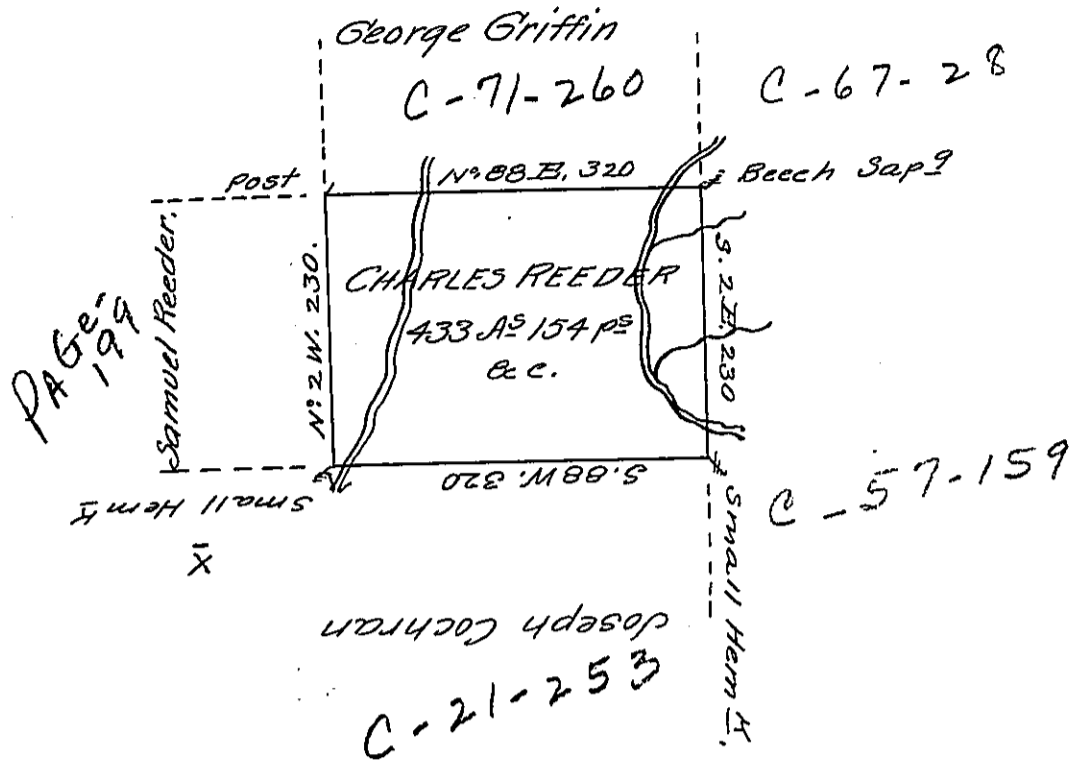 George Griffin
C-71-260
C-67-28
Post
N° 88 E. 320
Beech Sapg
Samuel Reeder.
PAGe-
199
N° 2 W. 230.
CHARLES REEDER
433 As 154 ps
&c.
S. 2 E. 230
S. 88 W. 320
Small Hem K
X
Small Hem K.
C-57-159
Joseph Cochran
C-21-253